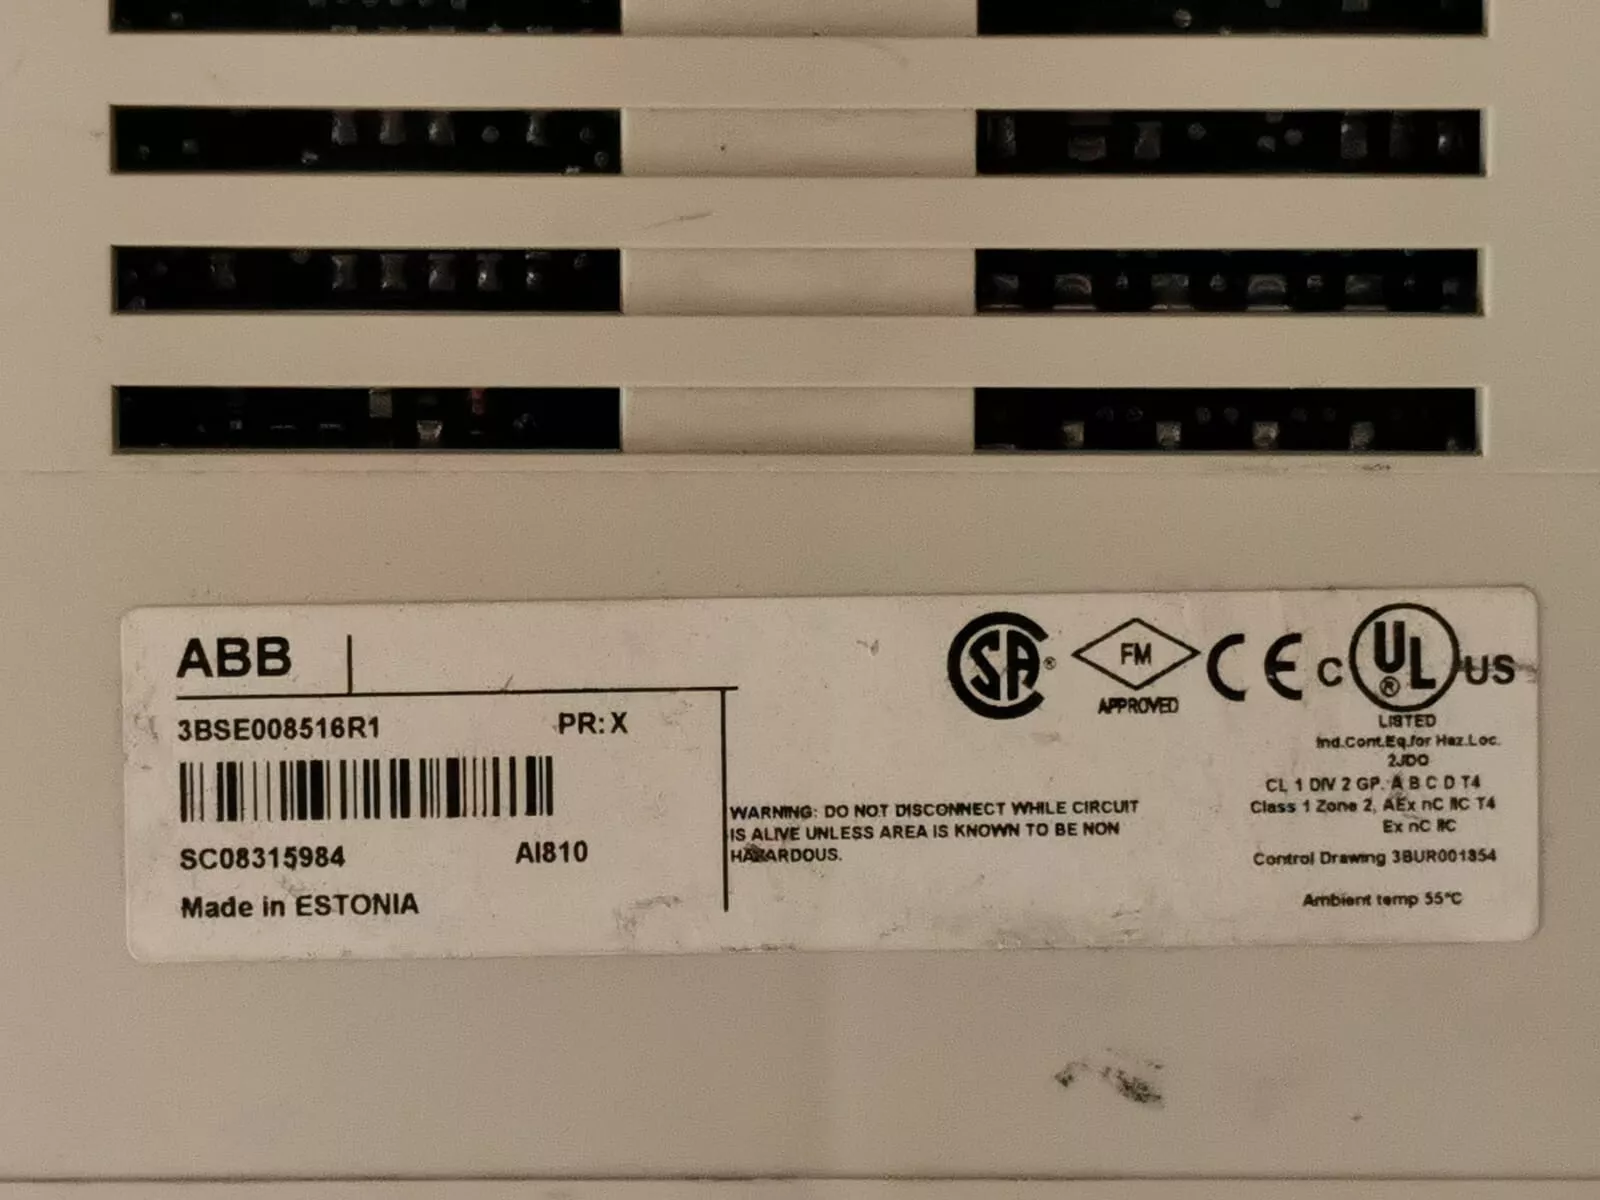 ABB
3BSE008516R1 PR: X
SC08315984 AI810
Made in ESTONIA
WARNING: DO NOT DISCONNECT WHILE CIRCUIT
IS ALIVE UNLESS AREA IS KNOWN TO BE NON
HAZARDOUS.
SA ®
FM
APPROVED
CE
C UL ® US
LISTED
Ind.Cont.Eq.for Haz.Loc.
2JD0
CL 1 DIV 2 GP. A B C D T4
Class 1 Zone 2, AEx nC IIC T4
Ex nC IIC
Control Drawing 3BUR001854
Ambient temp 55°C